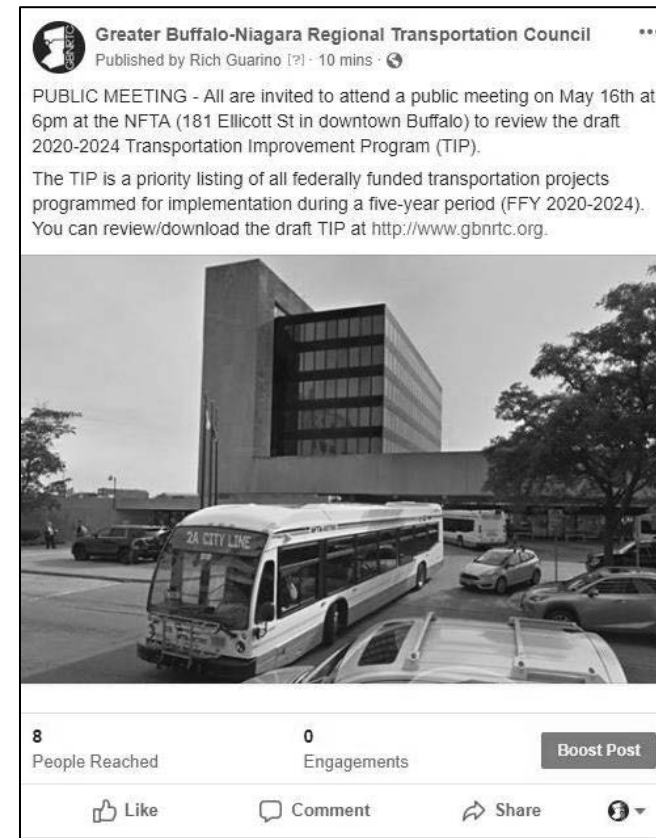 GBNRTC
Greater Buffalo-Niagara Regional Transportation Council
Published by Rich Guarino [?] · 10 mins ·
PUBLIC MEETING - All are invited to attend a public meeting on May 16th at
6pm at the NFTA (181 Ellicott St in downtown Buffalo) to review the draft
2020-2024 Transportation Improvement Program (TIP).
The TIP is a priority listing of all federally funded transportation projects
programmed for implementation during a five-year period (FFY 2020-2024).
You can review/download the draft TIP at http://www.gbnrtc.org.
2A CITY LINE
8
People Reached
0
Engagements
Boost Post
Like
Comment
Share